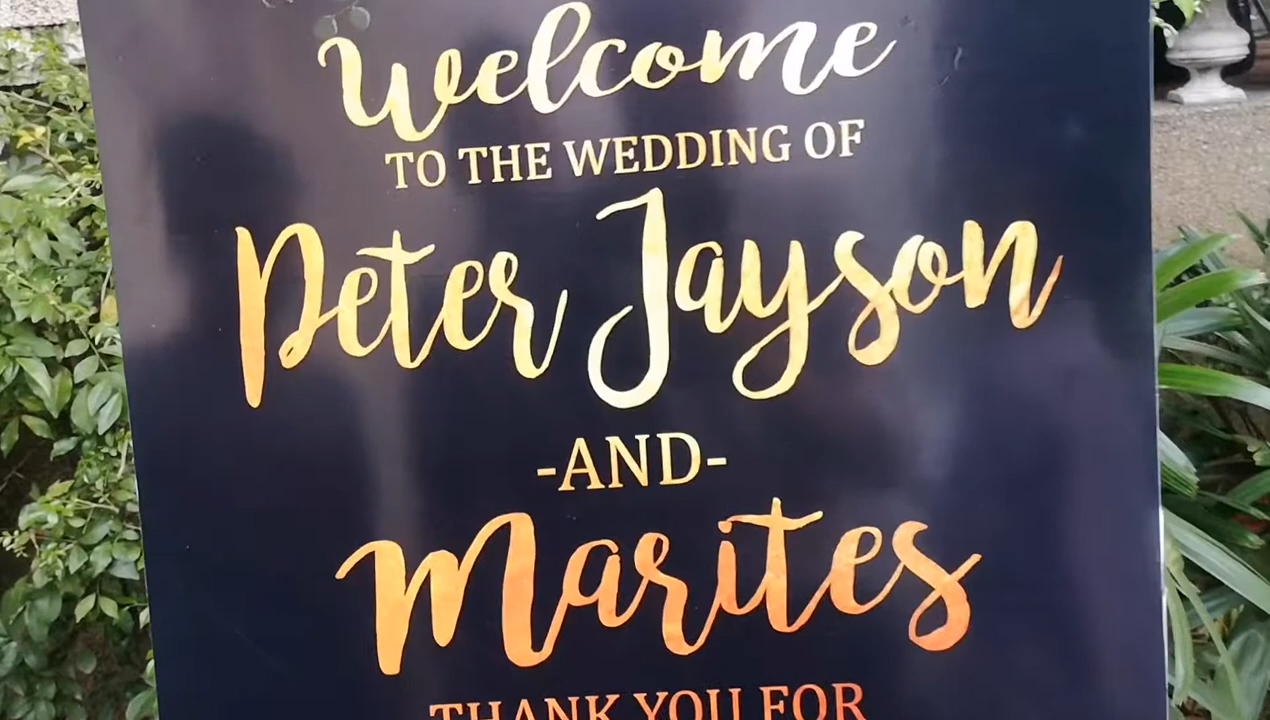 Welcome
TO THE WEDDING OF
Peter Jayson
-AND-
Marites
THANK YOU FOR